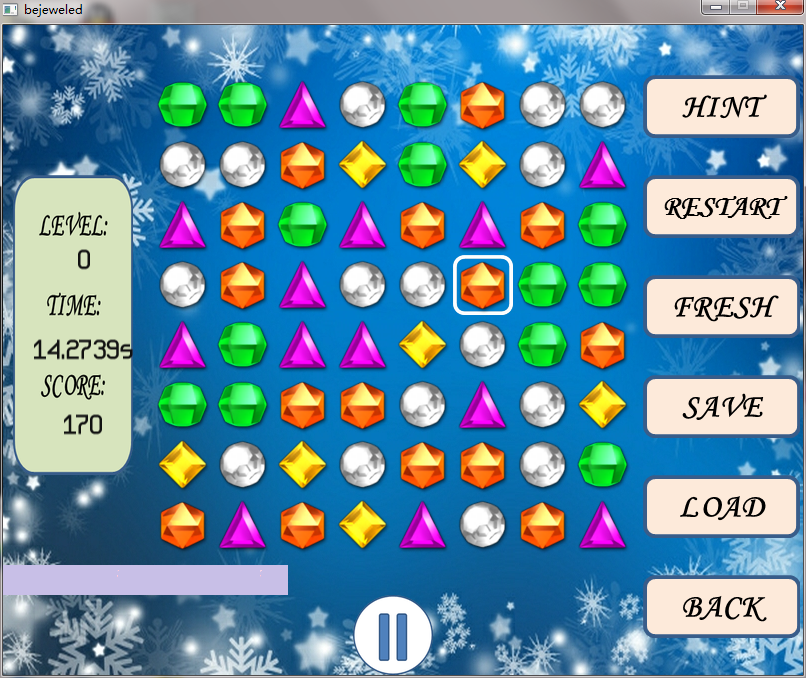 bejeweled
HINT
RESTART
LEVEL:
0
TIME:
FRESH
14.2739s
SCORE:
170
SAVE
LOAD
BACK